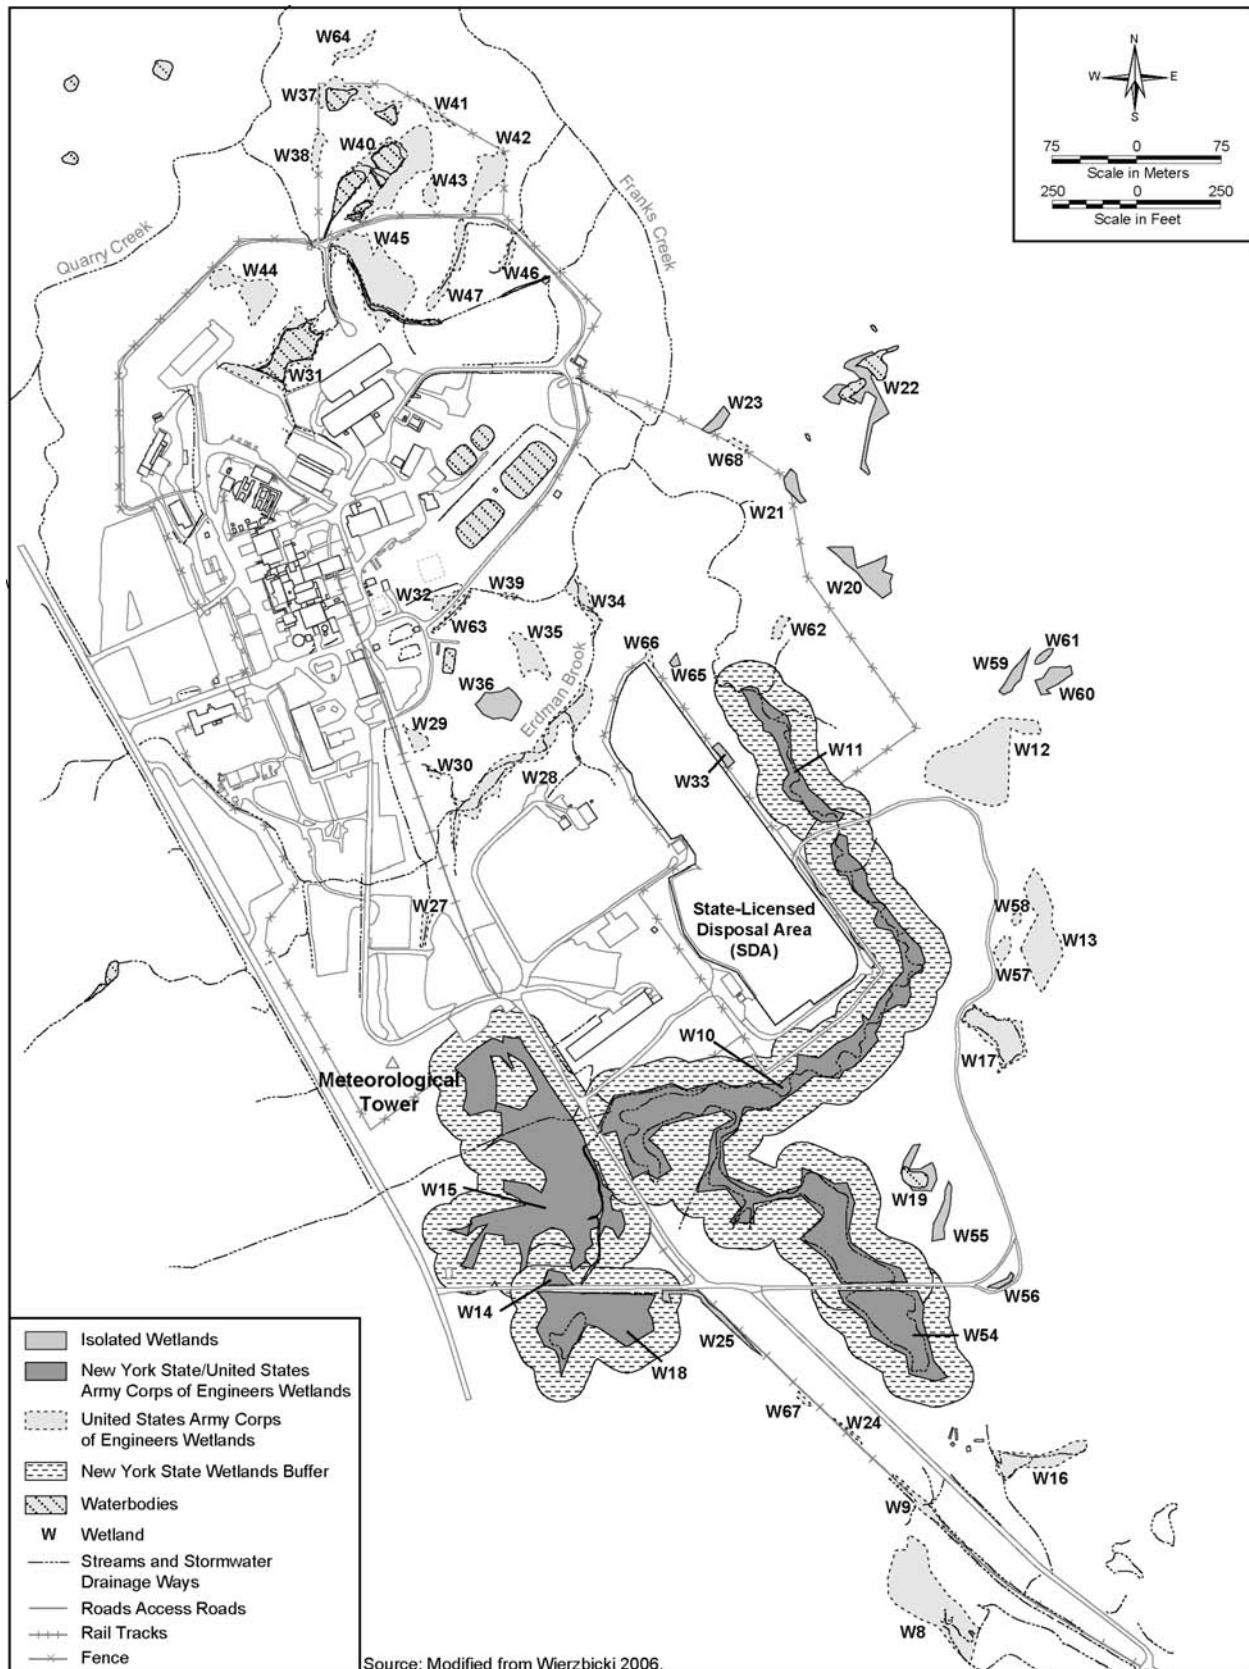 W64
N
W E
S
75 0 75
Scale in Meters
250 0 250
Scale in Feet
W37
W41
W40
W42
W38
W43
Franks Creek
Quarry Creek
W45
W44
W46
W47
W31
W22
W23
W68
W21
W20
W39
W32
W34
W63
W62
W35
W66
W65
W61
W59
W60
W36
Erdman Brook
W29
W12
W11
W30
W28
W33
State-Licensed
Disposal Area
(SDA)
W58
W27
W13
W57
W10
W17
Meteorological
Tower
W15
W19
W55
W14
W56
W25
W54
W18
W67
W24
W16
W9
W8
Isolated Wetlands
New York State/United States
Army Corps of Engineers Wetlands
United States Army Corps
of Engineers Wetlands
New York State Wetlands Buffer
Waterbodies
W Wetland
Streams and Stormwater
Drainage Ways
Roads Access Roads
Rail Tracks
Fence
Source: Modified from Wierzbicki 2006.